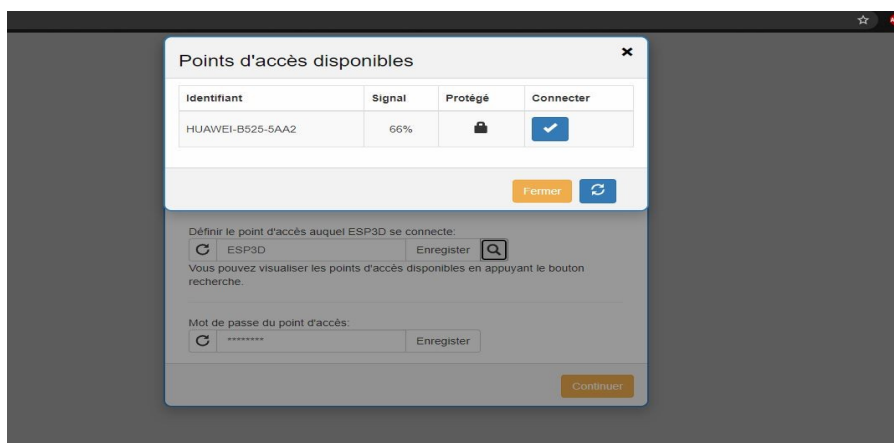 Points d'accès disponibles
Identifiant Signal Protégé Connecter
HUAWEI-B525-5AA2 66%
Fermer
Définir le point d'accès auquel ESP3D se connecte:
ESP3D Enregister
Vous pouvez visualiser les points d'accès disponibles en appuyant le bouton
recherche.
Mot de passe du point d'accès:
******** Enregister
Continuer